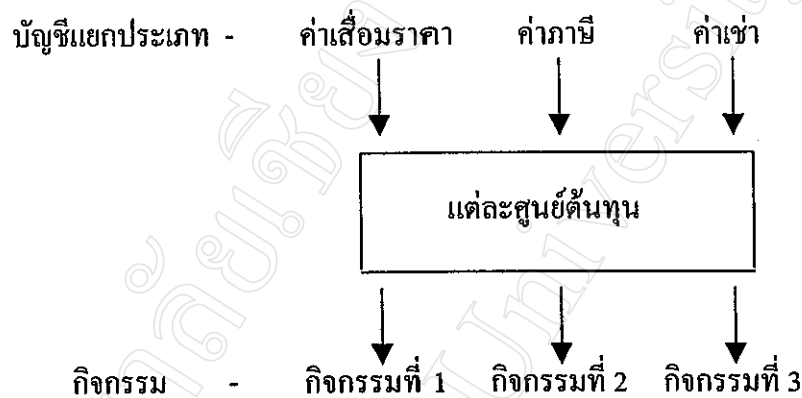 บัญชีแยกประเภท - ค่าเสื่อมราคา ค่าภาษี ค่าเช่า
แต่ละศูนย์ต้นทุน
กิจกรรม - กิจกรรมที่ 1 กิจกรรมที่ 2 กิจกรรมที่ 3